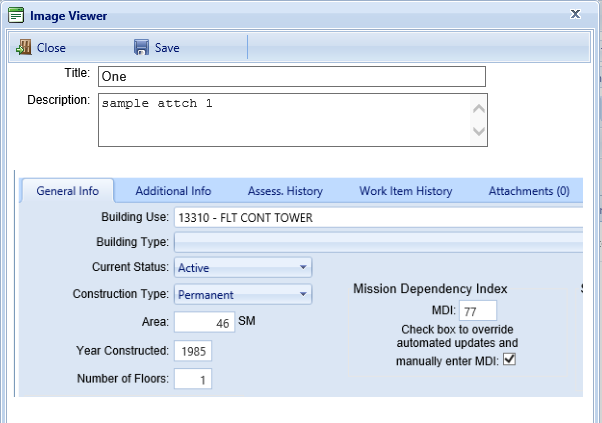 Image Viewer
Close Save
Title: One
Description: sample attch 1
General Info Additional Info Assess. History Work Item History Attachments (0)
Building Use: 13310 - FLT CONT TOWER
Building Type:
Current Status: Active
Construction Type: Permanent
Mission Dependency Index
Area: 46 SM
MDI: 77
Check box to override
automated updates and
manually enter MDI:
Year Constructed: 1985
Number of Floors: 1